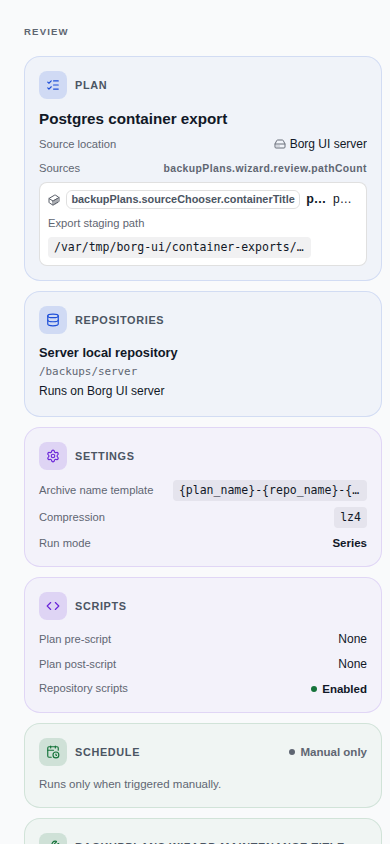 REVIEW
PLAN
Postgres container export
Source location Borg UI server
Sources backupPlans.wizard.review.pathCount
backupPlans.sourceChooser.containerTitle p... p...
Export staging path
/var/tmp/borg-ui/container-exports/…
REPOSITORIES
Server local repository
/backups/server
Runs on Borg UI server
SETTINGS
Archive name template {plan_name}-{repo_name}-{…
Compression lz4
Run mode Series
SCRIPTS
Plan pre-script None
Plan post-script None
Repository scripts Enabled
SCHEDULE Manual only
Runs only when triggered manually.